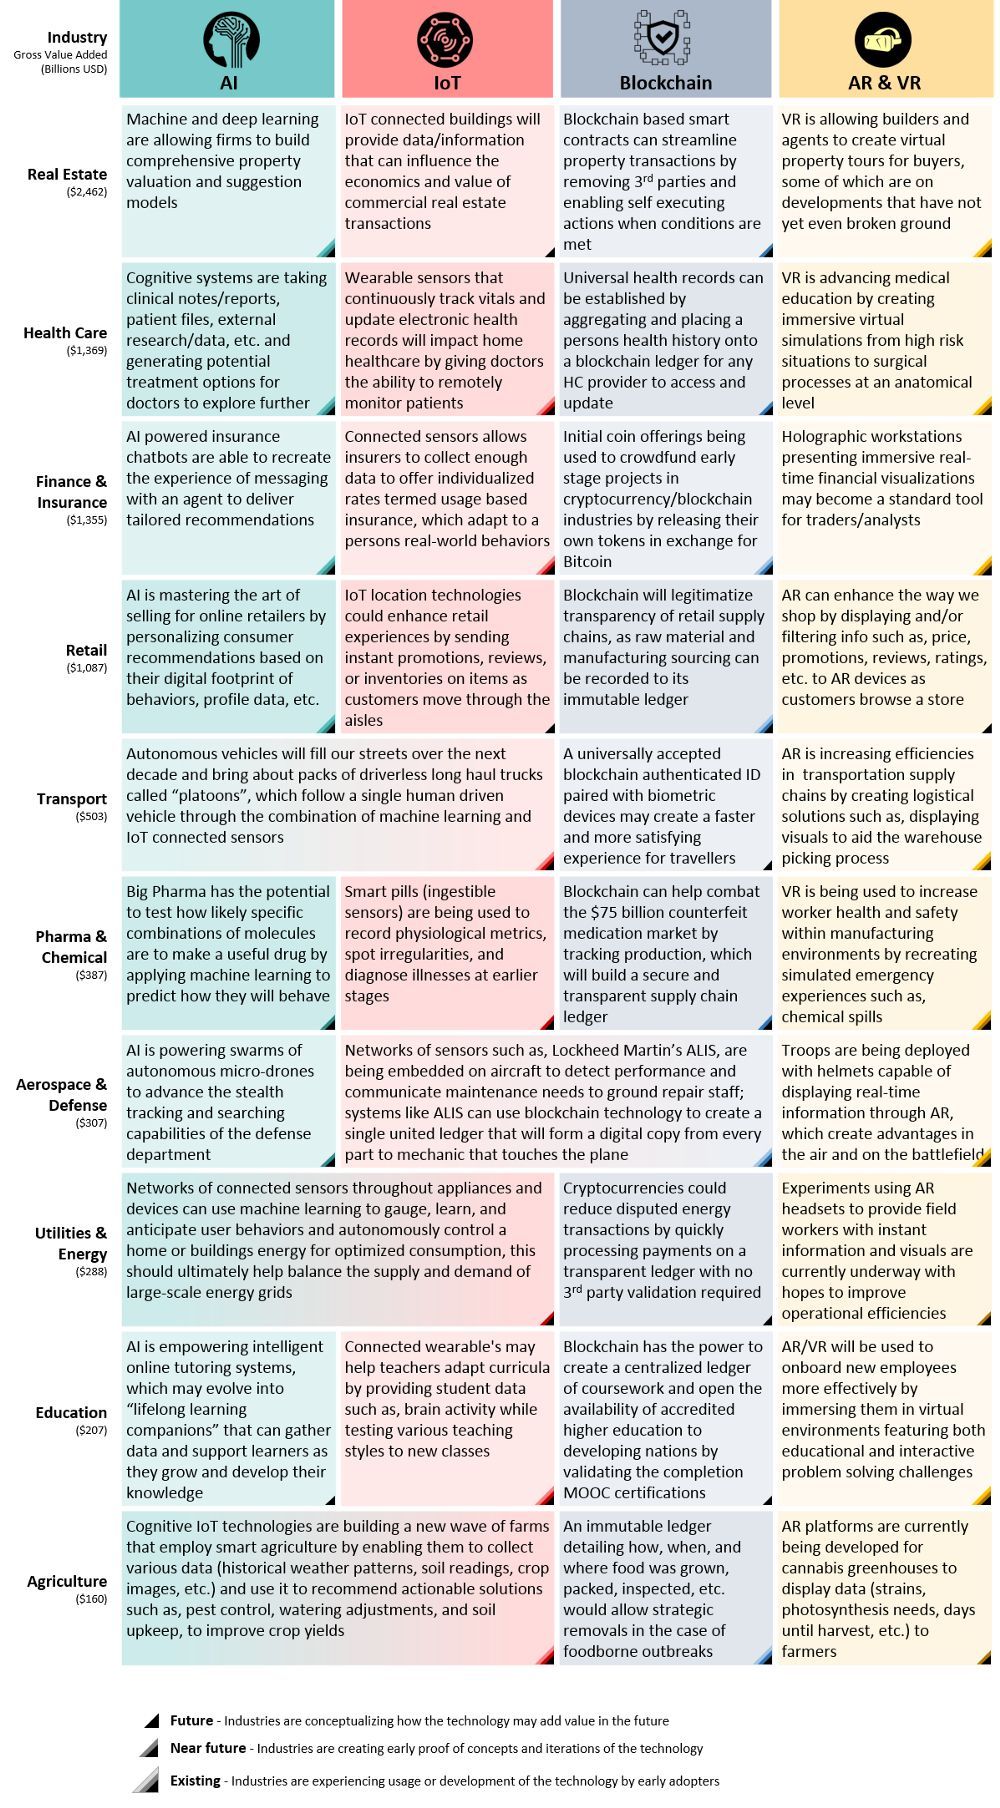 Industry
Gross Value Added
(Billions USD)
AI
IoT
Blockchain
AR & VR
Real Estate
($2,462)
Machine and deep learning
are allowing firms to build
comprehensive property
valuation and suggestion
models
IoT connected buildings will
provide data/information
that can influence the
economics and value of
commercial real estate
transactions
Blockchain based smart
contracts can streamline
property transactions by
removing 3rd parties and
enabling self executing
actions when conditions are
met
VR is allowing builders and
agents to create virtual
property tours for buyers,
some of which are on
developments that have not
yet even broken ground
Health Care
($1,369)
Cognitive systems are taking
clinical notes/reports,
patient files, external
research/data, etc. and
generating potential
treatment options for
doctors to explore further
Wearable sensors that
continuously track vitals and
update electronic health
records will impact home
healthcare by giving doctors
the ability to remotely
monitor patients
Universal health records can
be established by
aggregating and placing a
persons health history onto
a blockchain ledger for any
HC provider to access and
update
VR is advancing medical
education by creating
immersive virtual
simulations from high risk
situations to surgical
processes at an anatomical
level
Finance &
Insurance
($1,355)
AI powered insurance
chatbots are able to recreate
the experience of messaging
with an agent to deliver
tailored recommendations
Connected sensors allows
insurers to collect enough
data to offer individualized
rates termed usage based
insurance, which adapt to a
persons real-world behaviors
Initial coin offerings being
used to crowdfund early
stage projects in
cryptocurrency/blockchain
industries by releasing their
own tokens in exchange for
Bitcoin
Holographic workstations
presenting immersive real-
time financial visualizations
may become a standard tool
for traders/analysts
Retail
($1,087)
AI is mastering the art of
selling for online retailers by
personalizing consumer
recommendations based on
their digital footprint of
behaviors, profile data, etc.
IoT location technologies
could enhance retail
experiences by sending
instant promotions, reviews,
or inventories on items as
customers move through the
aisles
Blockchain will legitimatize
transparency of retail supply
chains, as raw material and
manufacturing sourcing can
be recorded to its
immutable ledger
AR can enhance the way we
shop by displaying and/or
filtering info such as, price,
promotions, reviews, ratings,
etc. to AR devices as
customers browse a store
Transport
($503)
Autonomous vehicles will fill our streets over the next
decade and bring about packs of driverless long haul trucks
called “platoons”, which follow a single human driven
vehicle through the combination of machine learning and
IoT connected sensors
A universally accepted
blockchain authenticated ID
paired with biometric
devices may create a faster
and more satisfying
experience for travellers
AR is increasing efficiencies
in transportation supply
chains by creating logistical
solutions such as, displaying
visuals to aid the warehouse
picking process
Pharma &
Chemical
($387)
Big Pharma has the potential
to test how likely specific
combinations of molecules
are to make a useful drug by
applying machine learning to
predict how they will behave
Smart pills (ingestible
sensors) are being used to
record physiological metrics,
spot irregularities, and
diagnose illnesses at earlier
stages
Blockchain can help combat
the $75 billion counterfeit
medication market by
tracking production, which
will build a secure and
transparent supply chain
ledger
VR is being used to increase
worker health and safety
within manufacturing
environments by recreating
simulated emergency
experiences such as,
chemical spills
Aerospace &
Defense
($307)
AI is powering swarms of
autonomous micro-drones
to advance the stealth
tracking and searching
capabilities of the defense
department
Networks of sensors such as, Lockheed Martin’s ALIS, are
being embedded on aircraft to detect performance and
communicate maintenance needs to ground repair staff;
systems like ALIS can use blockchain technology to create a
single united ledger that will form a digital copy from every
part to mechanic that touches the plane
Troops are being deployed
with helmets capable of
displaying real-time
information through AR,
which create advantages in
the air and on the battlefield
Utilities &
Energy
($288)
Networks of connected sensors throughout appliances and
devices can use machine learning to gauge, learn, and
anticipate user behaviors and autonomously control a
home or buildings energy for optimized consumption, this
should ultimately help balance the supply and demand of
large-scale energy grids
Cryptocurrencies could
reduce disputed energy
transactions by quickly
processing payments on a
transparent ledger with no
3rd party validation required
Experiments using AR
headsets to provide field
workers with instant
information and visuals are
currently underway with
hopes to improve
operational efficiencies
Education
($207)
AI is empowering intelligent
online tutoring systems,
which may evolve into
“lifelong learning
companions” that can gather
data and support learners as
they grow and develop their
knowledge
Connected wearable's may
help teachers adapt curricula
by providing student data
such as, brain activity while
testing various teaching
styles to new classes
Blockchain has the power to
create a centralized ledger
of coursework and open the
availability of accredited
higher education to
developing nations by
validating the completion
MOOC certifications
AR/VR will be used to
onboard new employees
more effectively by
immersing them in virtual
environments featuring both
educational and interactive
problem solving challenges
Agriculture
($160)
Cognitive IoT technologies are building a new wave of farms
that employ smart agriculture by enabling them to collect
various data (historical weather patterns, soil readings, crop
images, etc.) and use it to recommend actionable solutions
such as, pest control, watering adjustments, and soil
upkeep, to improve crop yields
An immutable ledger
detailing how, when, and
where food was grown,
packed, inspected, etc.
would allow strategic
removals in the case of
foodborne outbreaks
AR platforms are currently
being developed for
cannabis greenhouses to
display data (strains,
photosynthesis needs, days
until harvest, etc.) to
farmers
Future - Industries are conceptualizing how the technology may add value in the future
Near future - Industries are creating early proof of concepts and iterations of the technology
Existing - Industries are experiencing usage or development of the technology by early adopters